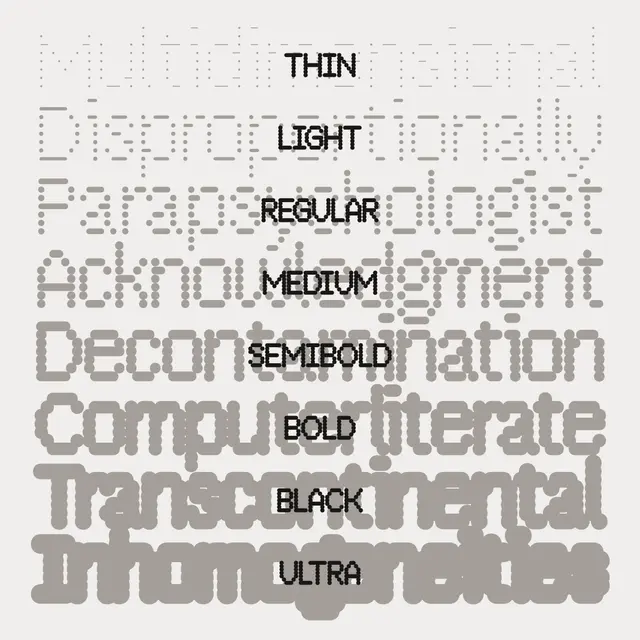 Multidimensional
THIN
Disproportionally
LIGHT
Parapsychologist
REGULAR
Acknowledgment
MEDIUM
Decontamination
SEMIBOLD
Computerliterate
BOLD
Transcontinental
BLACK
Inhomogeneities
ULTRA